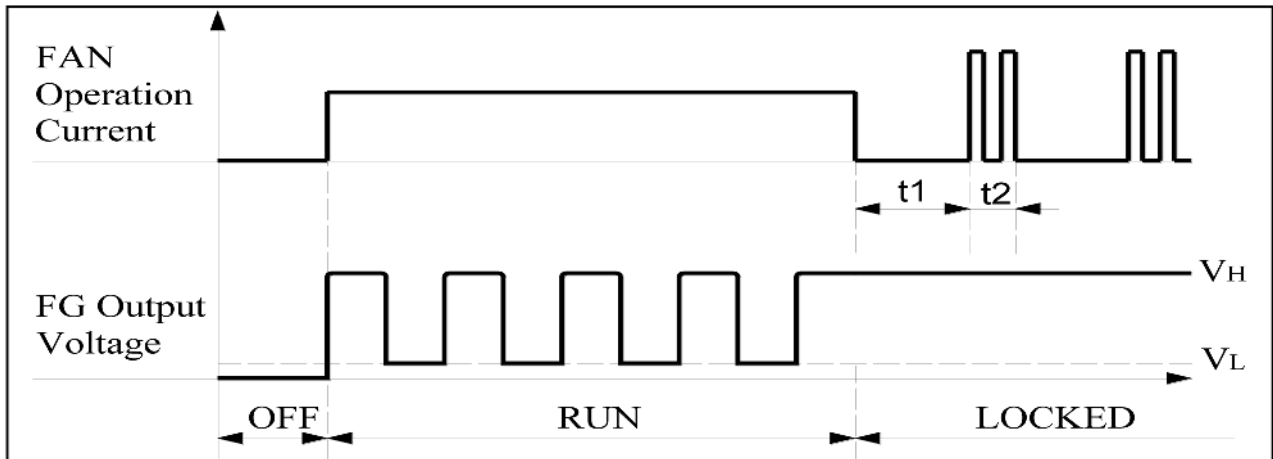 FAN
Operation
Current
t1
t2
FG Output
Voltage
VH
VL
OFF
RUN
LOCKED